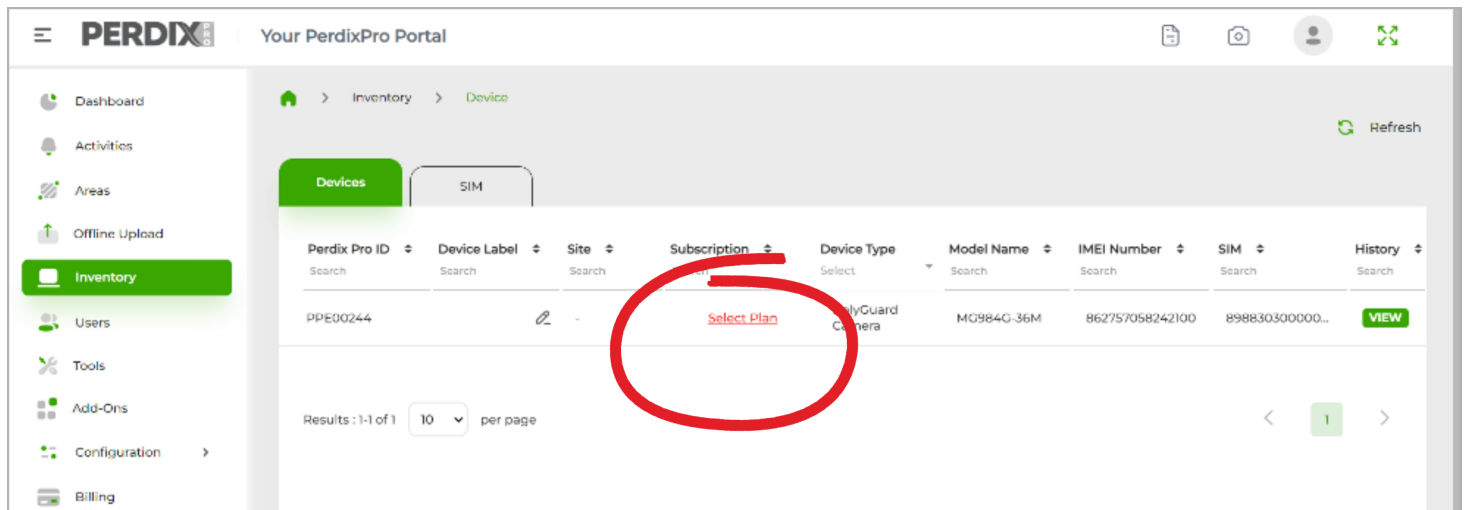 PERDIX PRO Your PerdixPro Portal
Dashboard
Activities
Areas
Offline Upload
Inventory
Users
Tools
Add-Ons
Configuration >
Billing
> Inventory > Device
Refresh
Devices SIM
Perdix Pro ID Device Label Site Subscription Device Type Model Name IMEI Number SIM History
Search Search Search Select Search Search Search Search
PPE00244 - Select Plan Camera MG984G-36M 862757058242100 898830300000... VIEW
Results : 1-1 of 1 10 per page < 1 >